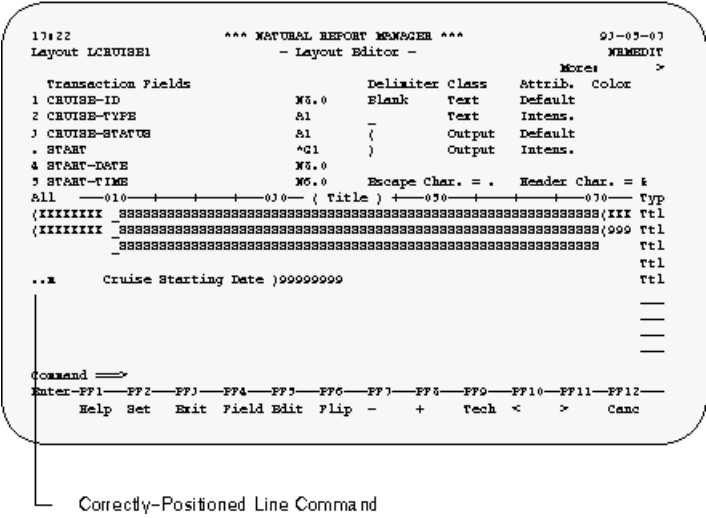 17:22 *** NATURAL REPORT MANAGER *** 93-05-07
Layout LCRUISE1 - Layout Editor - NRMEDIT
More: >
Transaction Fields Delimiter Class Attrib. Color
1 CRUISE-ID N8.0 Blank Text Default
2 CRUISE-TYPE A1 _ Text Intens.
3 CRUISE-STATUS A1 ( Output Default
. START *G1 ) Output Intens.
4 START-DATE N8.0
5 START-TIME N6.0 Escape Char. = . Header Char. = &
All ----010---+----+----030-- ( Title ) +---050---+----+----070--- Typ
(XXXXXXXX _3333333333333333333333333333333333333333333333333333333333333(XXX Ttl
(XXXXXXX _3333333333333333333333333333333333333333333333333333333333333(999 Ttl
_3333333333333333333333333333333333333333333333333333333333333 Ttl
Ttl
..m Cruise Starting Date )99999999 Ttl
Command ===>
Enter-PF1---PF2---PF3---PF4---PF5---PF6---PF7---PF8---PF9---PF10--PF11--PF12---
Help Set Exit Field Edit Flip - + Tech < > Canc
Correctly-Positioned Line Command